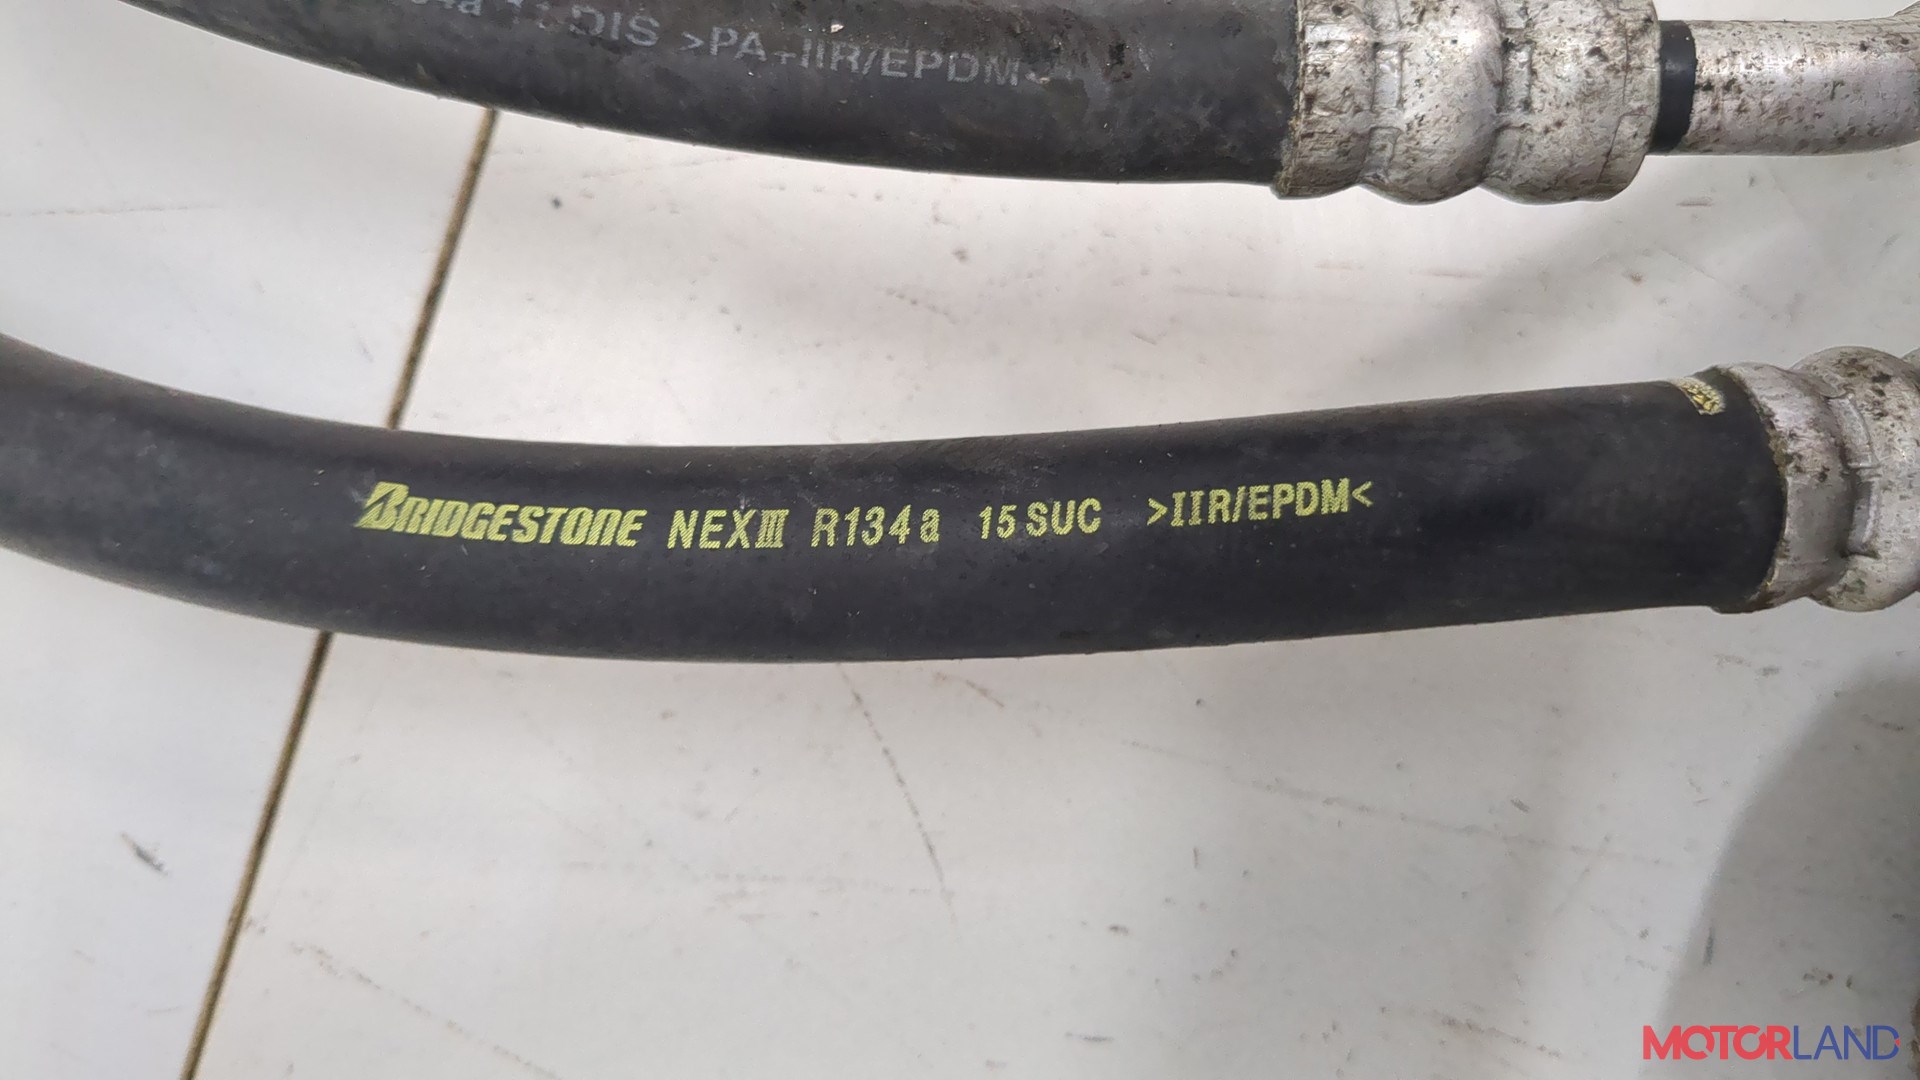 DIS >PA+IIR/EPDM<
BRIDGESTONE NEXIII R134a 15 SUC >IIR/EPDM<
MOTORLAND